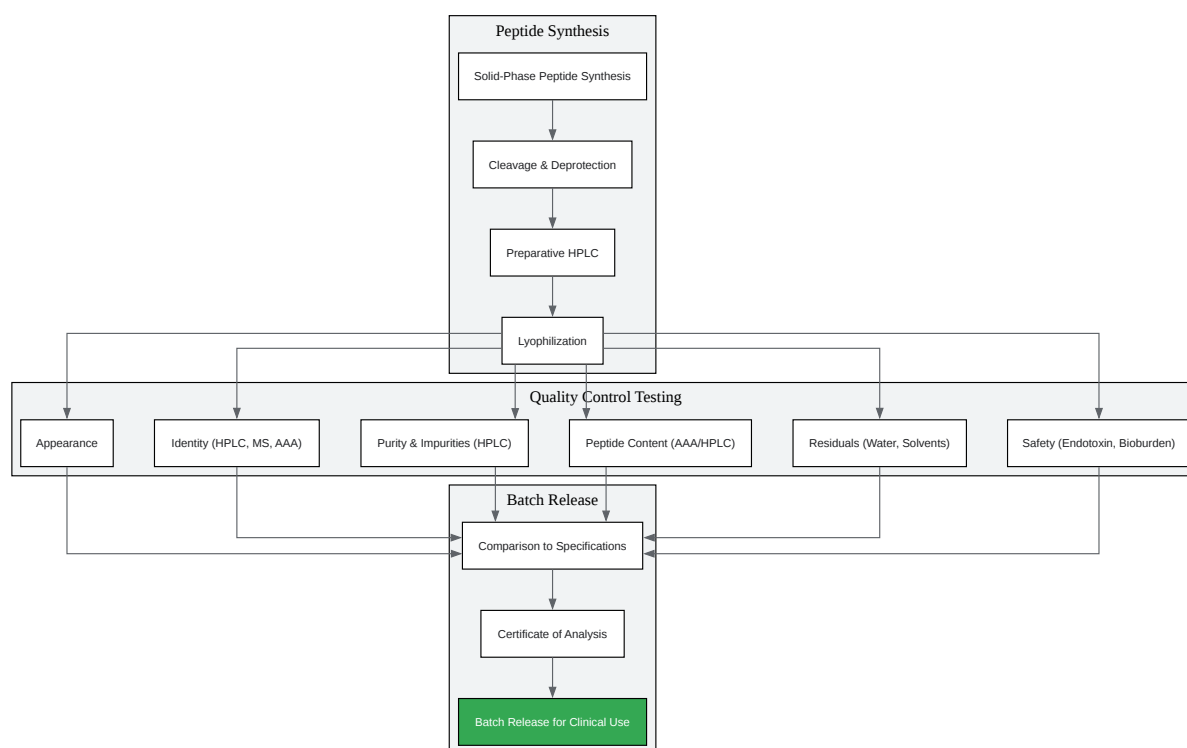 Peptide Synthesis
Solid-Phase Peptide Synthesis
Cleavage & Deprotection
Preparative HPLC
Lyophilization
Quality Control Testing
Appearance
Identity (HPLC, MS, AAA)
Purity & Impurities (HPLC)
Peptide Content (AAA/HPLC)
Residuals (Water, Solvents)
Safety (Endotoxin, Bioburden)
Batch Release
Comparison to Specifications
Certificate of Analysis
Batch Release for Clinical Use